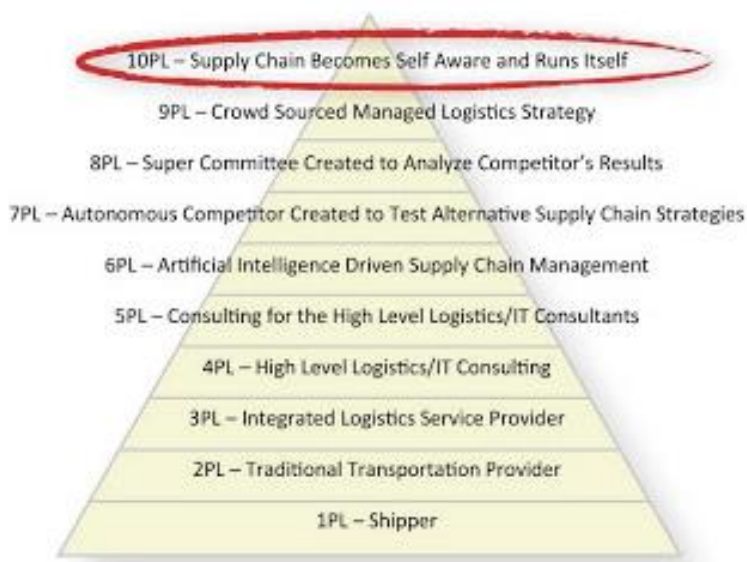 10PL – Supply Chain Becomes Self Aware and Runs Itself
9PL – Crowd Sourced Managed Logistics Strategy
8PL – Super Committee Created to Analyze Competitor's Results
7PL – Autonomous Competitor Created to Test Alternative Supply Chain Strategies
6PL – Artificial Intelligence Driven Supply Chain Management
5PL – Consulting for the High Level Logistics/IT Consultants
4PL – High Level Logistics/IT Consulting
3PL – Integrated Logistics Service Provider
2PL – Traditional Transportation Provider
1PL – Shipper